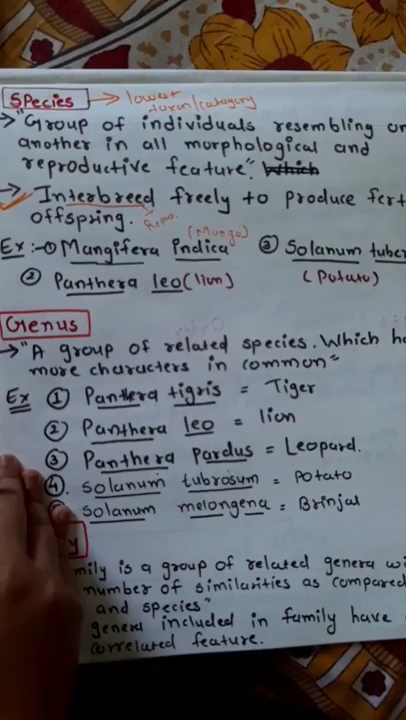 Species → lowest taxon/category
→ "Group of individuals resembling on
another in all morphological and
reproductive feature". Which
→ Interbreed freely to produce fert
offspring.
(Mango)
Ex:- ① Mangifera Indica ③ Solanum tuber
② Panthera leo (lion) (Potato)
Genus
→ "A group of related species. Which ha
more characters in common"
Ex ① Pantera tigris = Tiger
② Panthera leo = lion
③ Panthera Pardus = Leopard.
④. Solanum tubrosum = Potato
Solanum melongena = Brinjal
y
mily is a group of related genera wi
number of similarities as compared
and species"
genera included in family have
correlated feature.